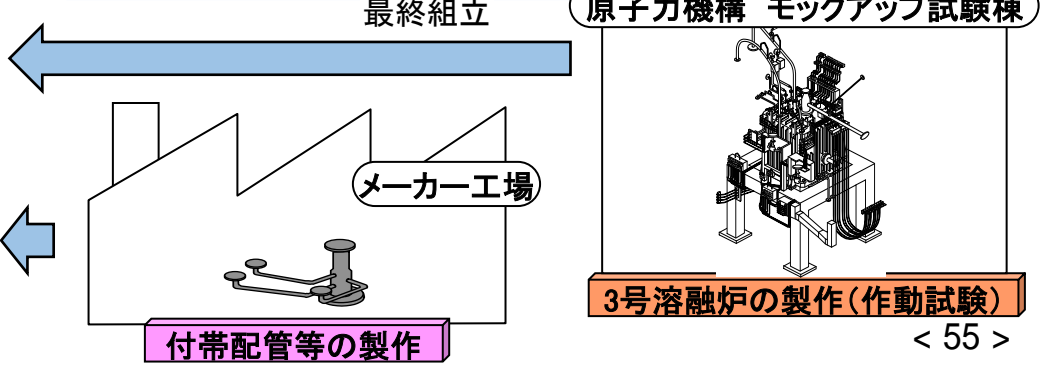 最終組立
原子力機構 モックアップ試験棟
メーカー工場
3号溶融炉の製作(作動試験)
付帯配管等の製作
< 55 >